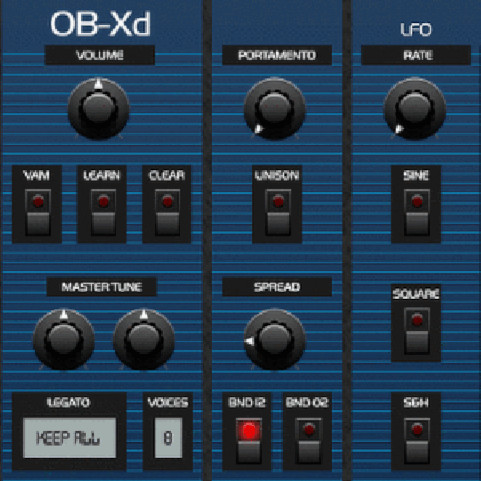 OB-Xd
VOLUME
VAM LEARN CLEAR
MASTER TUNE
LEGATO VOICES
KEEP ALL 8
PORTAMENTO
UNISON
SPREAD
BND 12 BND 02
LFO
RATE
SINE
SQUARE
S&H